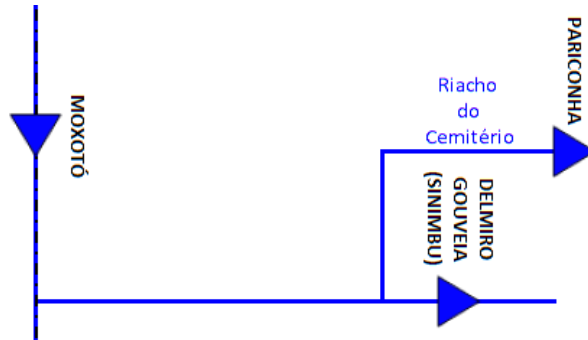 MOXOTÓ
Riacho
do
Cemitério
PARICONHA
DELMIRO
GOUVEIA
(SINIMBU)